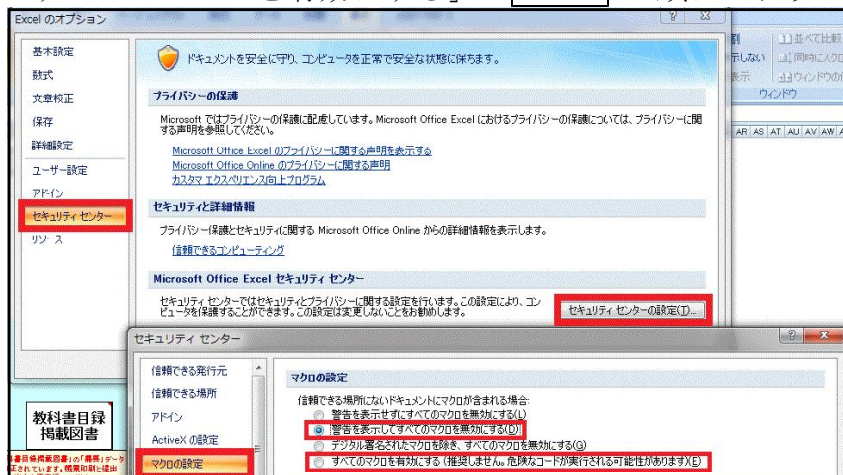 Excel のオプション
基本設定
数式
文章校正
保存
詳細設定
ユーザー設定
アドイン
セキュリティ センター
リソース
ドキュメントを安全に守り、コンピュータを正常で安全な状態に保ちます。
プライバシーの保護
Microsoft ではプライバシーの保護に配慮しています。Microsoft Office Excel におけるプライバシーの保護については、プライバシーに関
する声明を参照してください。
Microsoft Office Excel のプライバシーに関する声明を表示する
Microsoft Office Online のプライバシーに関する声明
カスタマ エクスペリエンス向上プログラム
セキュリティと詳細情報
プライバシー保護とセキュリティに関する Microsoft Office Online からの詳細情報を表示します。
信頼できるコンピューティング
Microsoft Office Excel セキュリティ センター
セキュリティ センターではセキュリティとプライバシーに関する設定を行います。この設定により、コン
ピュータを保護することができます。この設定は変更しないことをお勧めします。
セキュリティ センターの設定(T)...
割
並べて比較
示しない
表示
ウィンドウ
AR AS AT AU AV AW
セキュリティ センター
信頼できる発行元
信頼できる場所
アドイン
ActiveX の設定
マクロの設定
マクロの設定
信頼できる場所にないドキュメントにマクロが含まれる場合:
警告を表示せずにすべてのマクロを無効にする(L)
警告を表示してすべてのマクロを無効にする(D)
デジタル署名されたマクロを除き、すべてのマクロを無効にする(G)
すべてのマクロを有効にする (推奨しません。危険なコードが実行される可能性があります)(E)
教科書目録
掲載図書